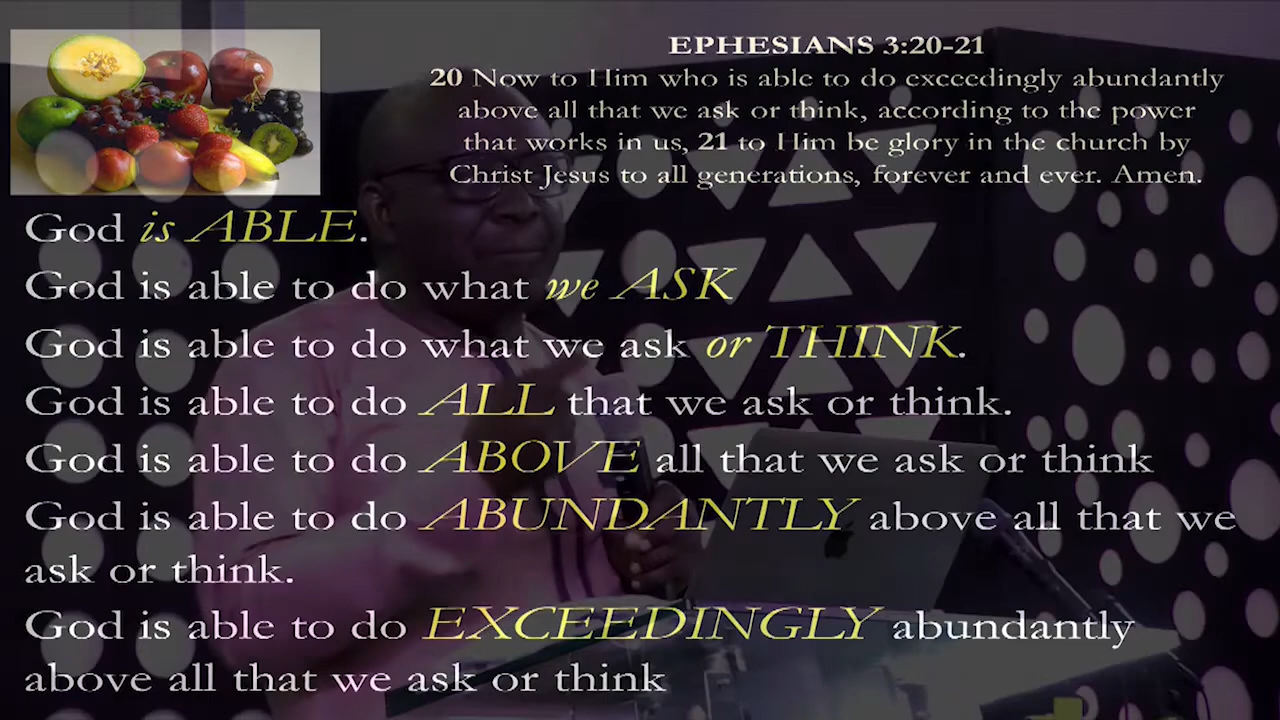 EPHESIANS 3:20-21
20 Now to Him who is able to do exceedingly abundantly
above all that we ask or think, according to the power
that works in us, 21 to Him be glory in the church by
Christ Jesus to all generations, forever and ever. Amen.
God is ABLE.
God is able to do what we ASK
God is able to do what we ask or THINK.
God is able to do ALL that we ask or think.
God is able to do ABOVE all that we ask or think
God is able to do ABUNDANTLY above all that we
ask or think.
God is able to do EXCEEDINGLY abundantly
above all that we ask or think